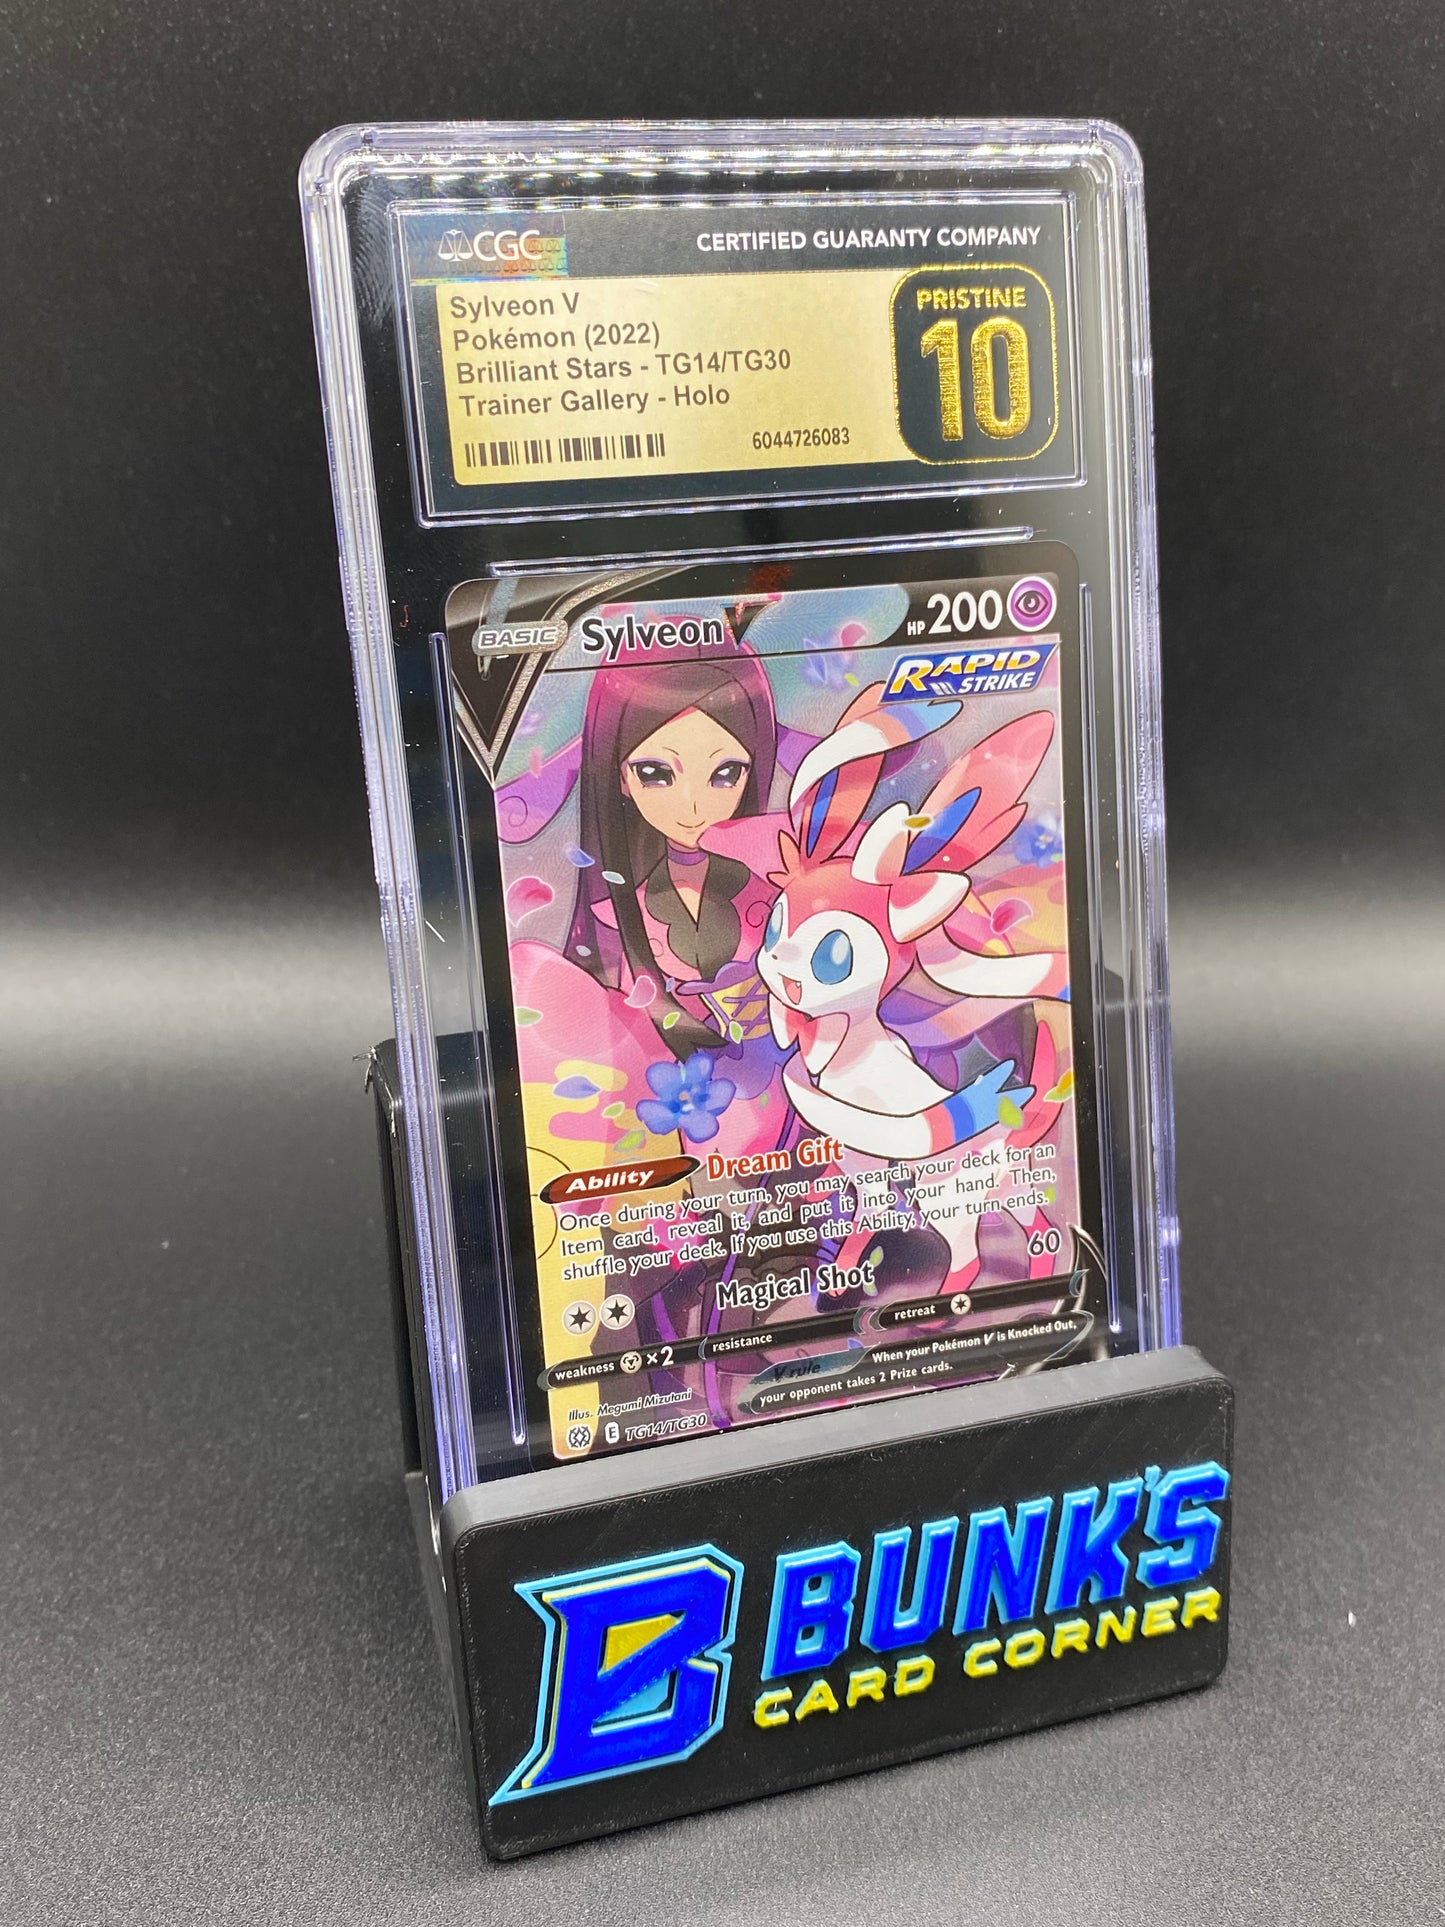 CGC
CERTIFIED GUARANTY COMPANY
Sylveon V
Pokémon (2022)
Brilliant Stars - TG14/TG30
Trainer Gallery - Holo
6044726083
PRISTINE
10
BASIC
Sylveon V
HP 200
RAPID
STRIKE
Ability Dream Gift
Once during your turn, you may search your deck for an
Item card, reveal it, and put it into your hand. Then,
shuffle your deck. If you use this Ability, your turn ends.
Magical Shot 60
weakness ×2 resistance retreat
V rule When your Pokémon V is Knocked Out,
your opponent takes 2 Prize cards.
Illus. Megumi Mizutani
E TG14/TG30
B
BUNK'S
CARD CORNER